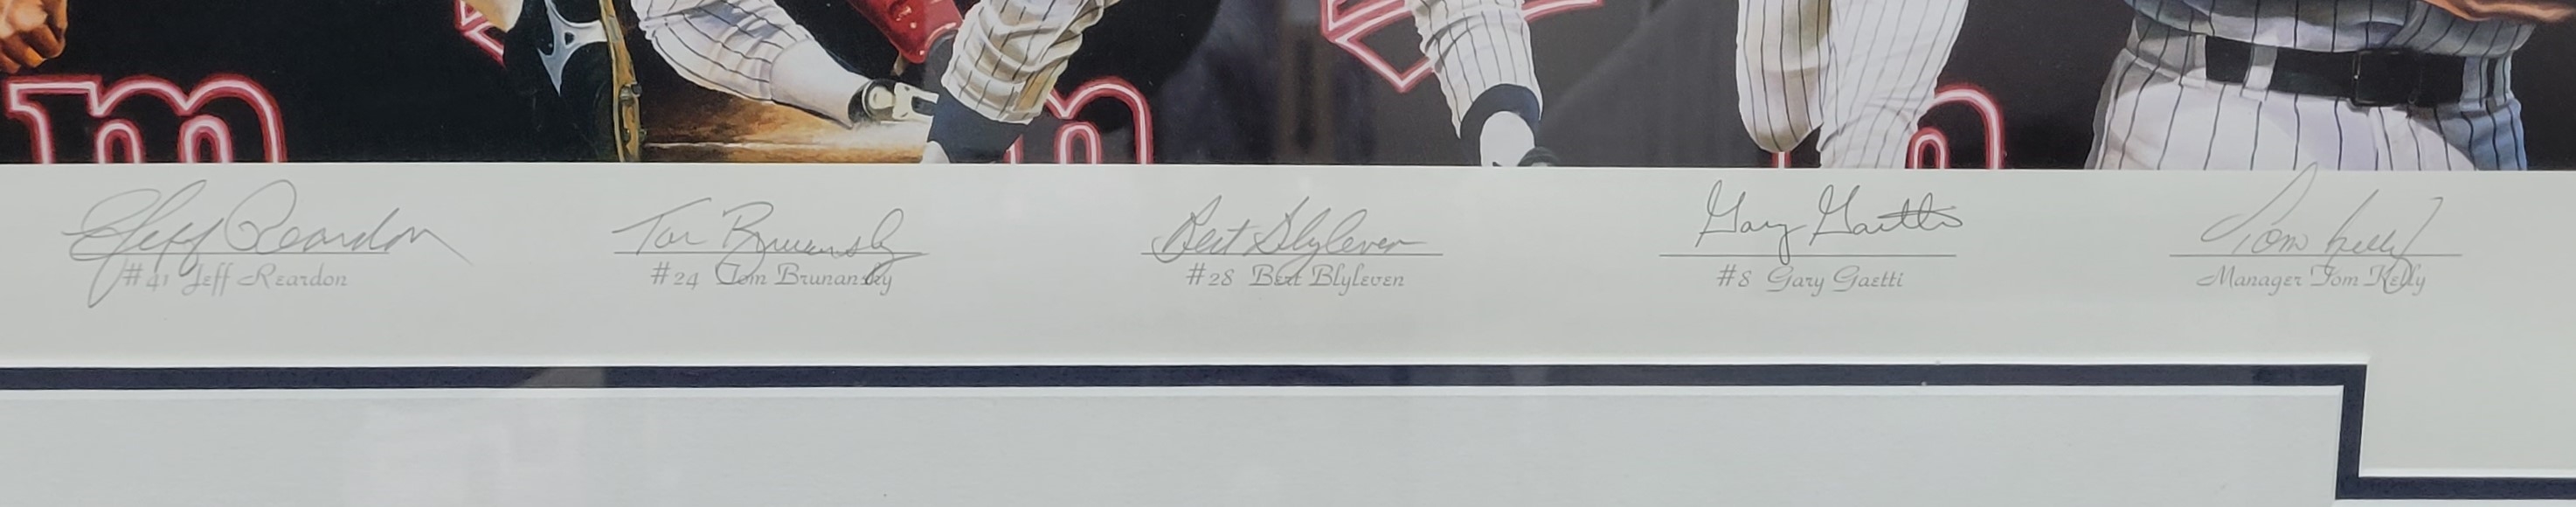 m m m
Jeff Reardon Tom Brunansky Bert Blyleven Gary Gaetti Tom Kelly
#41 Jeff Reardon #24 Tom Brunansky #28 Bert Blyleven #8 Gary Gaetti Manager Tom Kelly